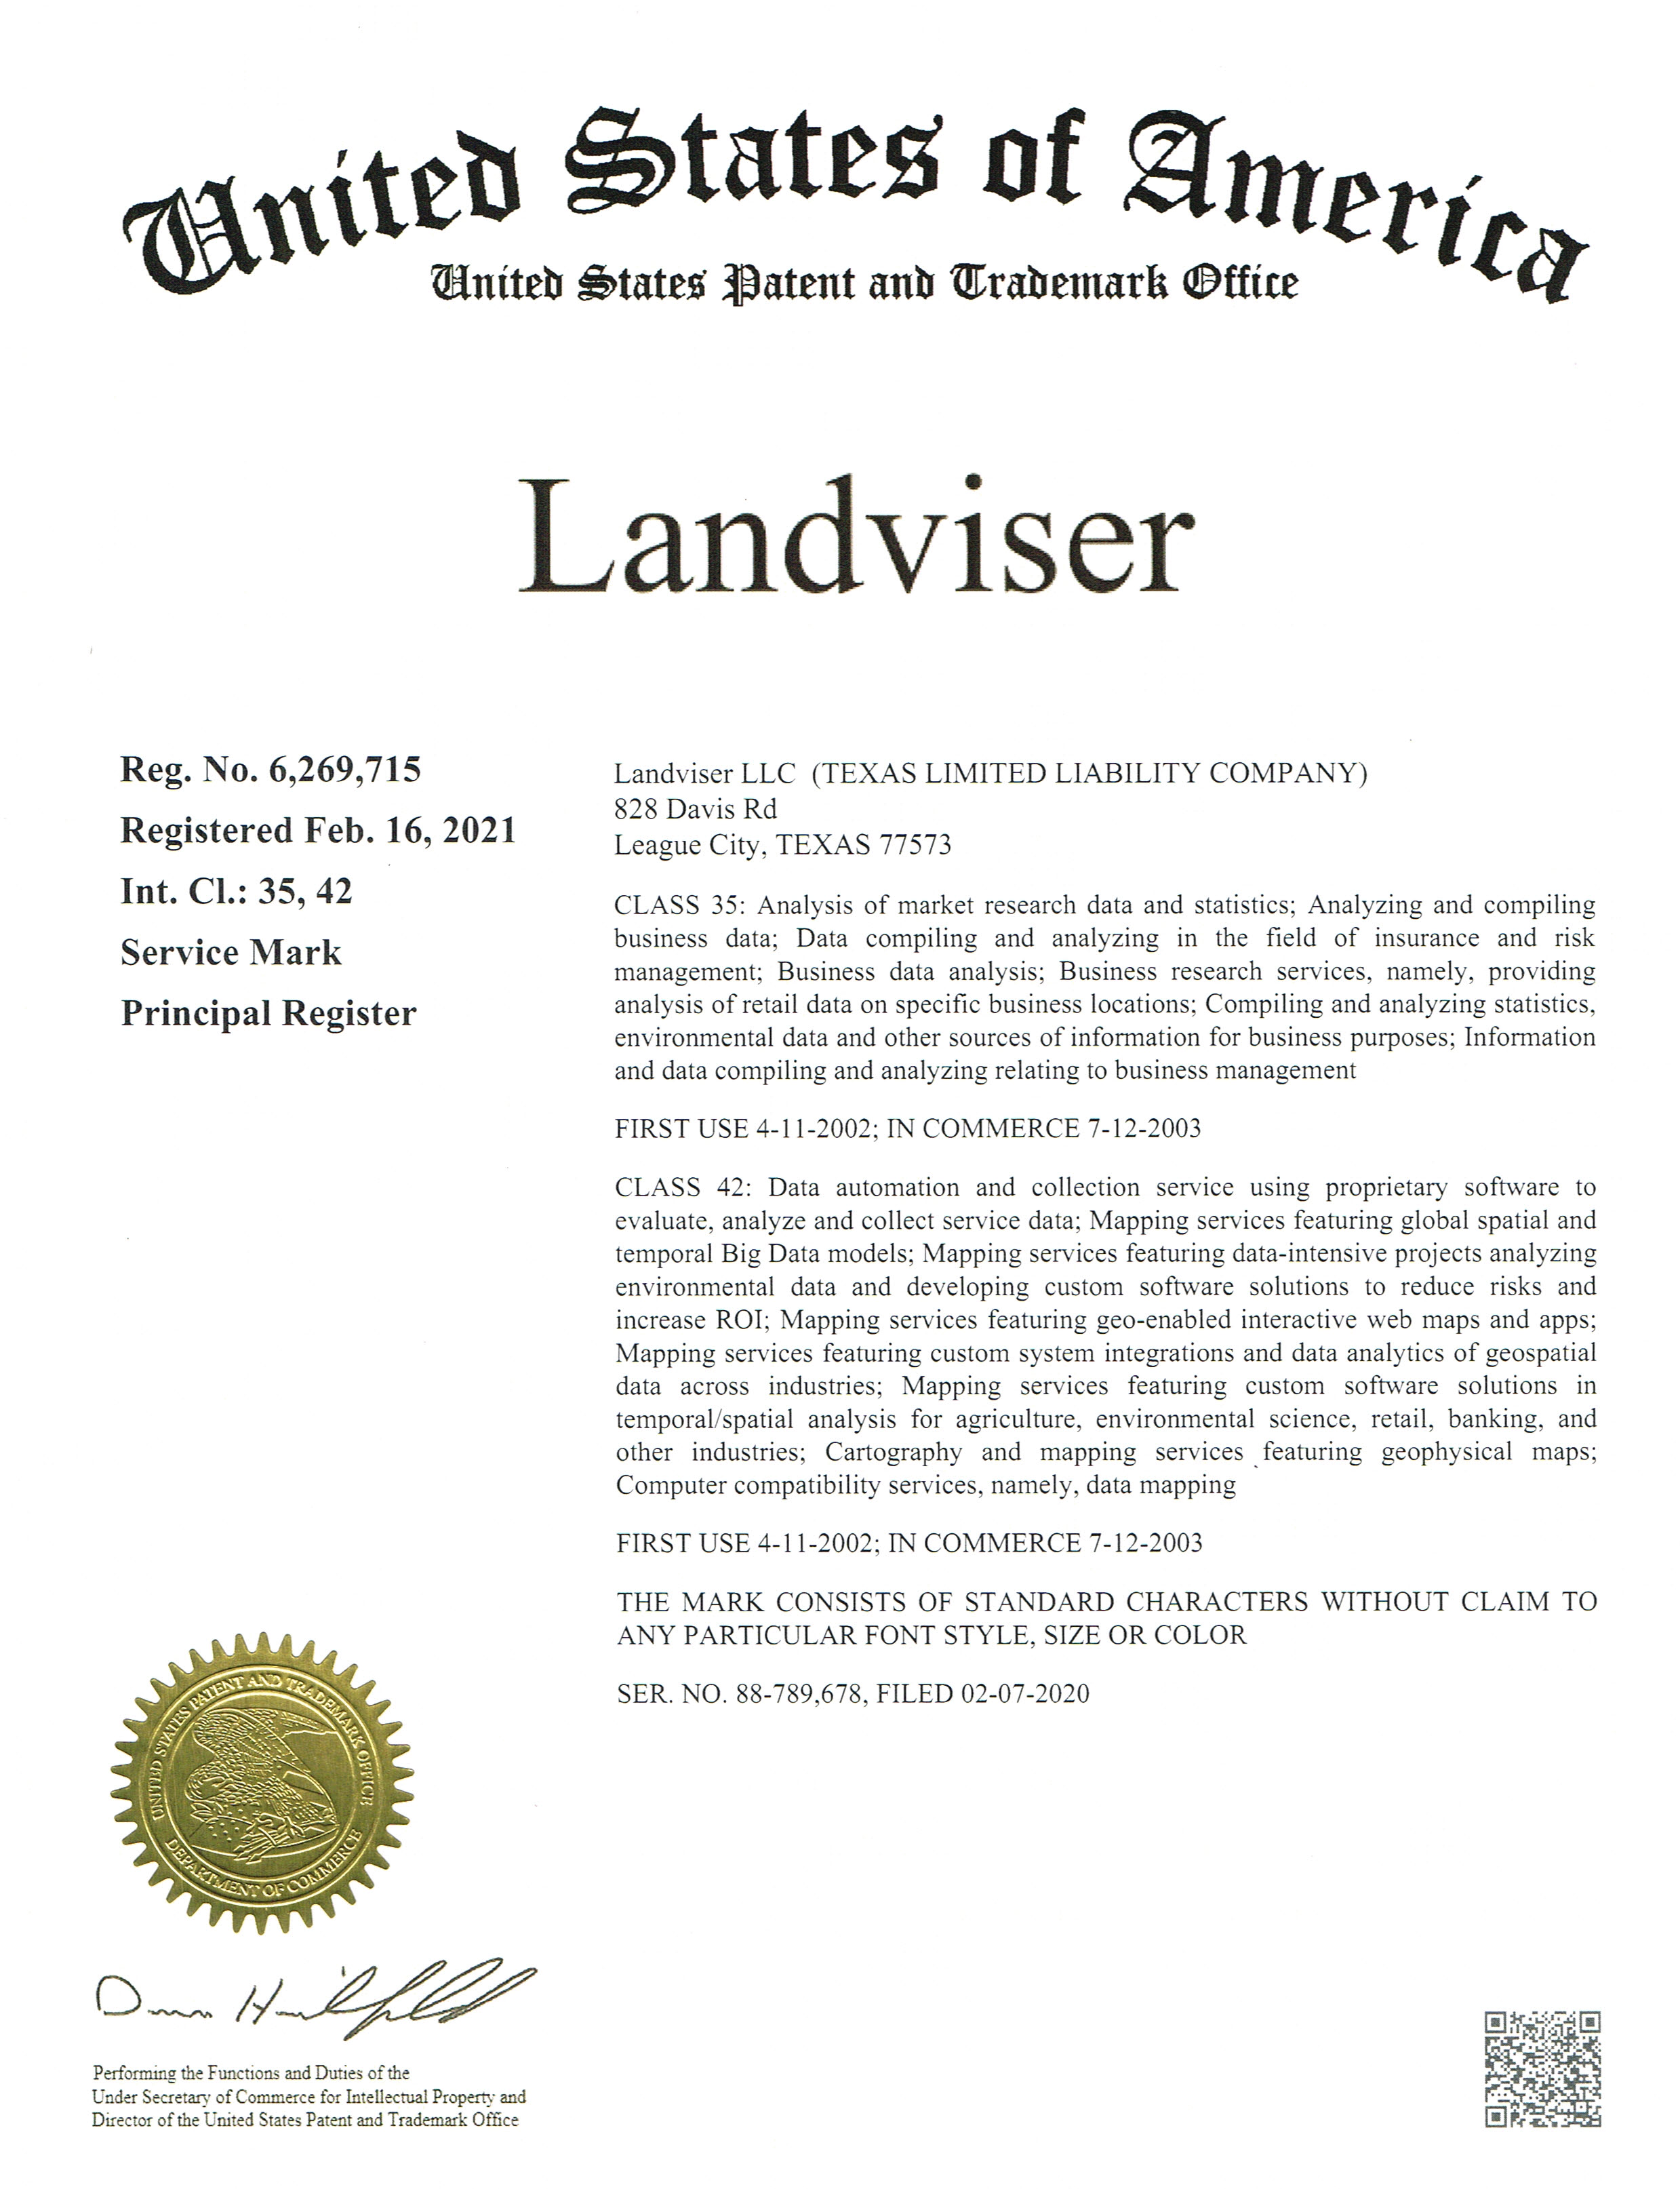 United States of America
United States Patent and Trademark Office
Landviser
Reg. No. 6,269,715
Registered Feb. 16, 2021
Int. Cl.: 35, 42
Service Mark
Principal Register
Landviser LLC (TEXAS LIMITED LIABILITY COMPANY)
828 Davis Rd
League City, TEXAS 77573
CLASS 35: Analysis of market research data and statistics; Analyzing and compiling
business data; Data compiling and analyzing in the field of insurance and risk
management; Business data analysis; Business research services, namely, providing
analysis of retail data on specific business locations; Compiling and analyzing statistics,
environmental data and other sources of information for business purposes; Information
and data compiling and analyzing relating to business management
FIRST USE 4-11-2002; IN COMMERCE 7-12-2003
CLASS 42: Data automation and collection service using proprietary software to
evaluate, analyze and collect service data; Mapping services featuring global spatial and
temporal Big Data models; Mapping services featuring data-intensive projects analyzing
environmental data and developing custom software solutions to reduce risks and
increase ROI; Mapping services featuring geo-enabled interactive web maps and apps;
Mapping services featuring custom system integrations and data analytics of geospatial
data across industries; Mapping services featuring custom software solutions in
temporal/spatial analysis for agriculture, environmental science, retail, banking, and
other industries; Cartography and mapping services featuring geophysical maps;
Computer compatibility services, namely, data mapping
FIRST USE 4-11-2002; IN COMMERCE 7-12-2003
THE MARK CONSISTS OF STANDARD CHARACTERS WITHOUT CLAIM TO
ANY PARTICULAR FONT STYLE, SIZE OR COLOR
SER. NO. 88-789,678, FILED 02-07-2020
UNITED STATES PATENT AND TRADEMARK OFFICE
DEPARTMENT OF COMMERCE
Performing the Functions and Duties of the
Under Secretary of Commerce for Intellectual Property and
Director of the United States Patent and Trademark Office